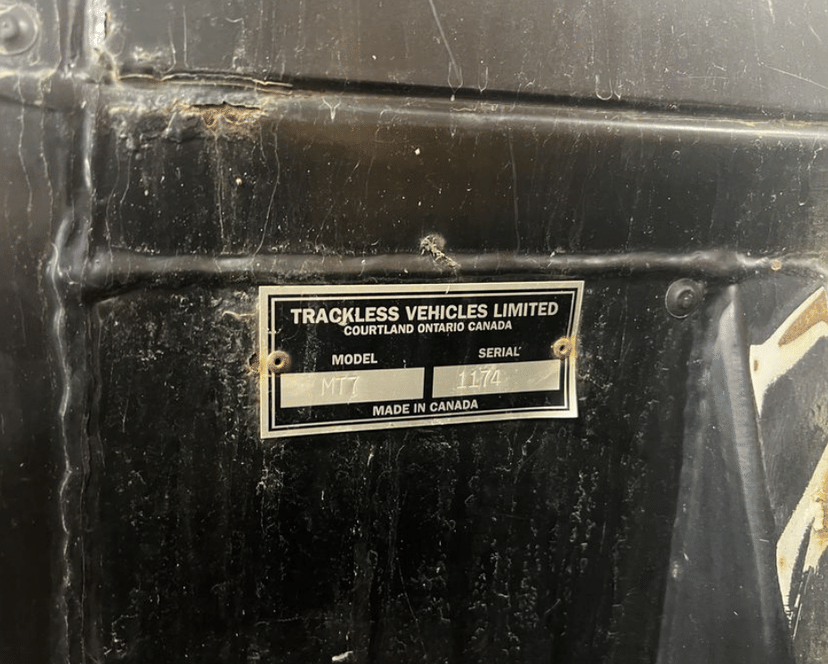 TRACKLESS VEHICLES LIMITED
COURTLAND ONTARIO CANADA
MODEL SERIAL
MT7 1174
MADE IN CANADA